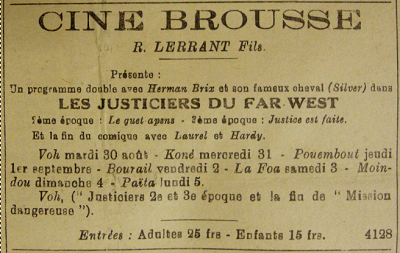 CINE BROUSSE
R. LERRANT Fils.
Présente :
Un programme double avec Herman Brix et son fameux cheval (Silver) dans
LES JUSTICIERS DU FAR-WEST
2ème époque : Le guet apens - 3ème époque : Justice est faite.
Et la fin du comique avec Laurel et Hardy.
Voh mardi 30 août - Koné mercredi 31 - Pouembout jeudi
1er septembre - Bourail vendredi 2 - La Foa samedi 3 - Moin-
dou dimanche 4 - Païta lundi 5.
Voh, (" Justiciers 2e et 3e époque et la fin de " Mission
dangereuse ").
Entrées : Adultes 25 frs - Enfants 15 frs. 4128